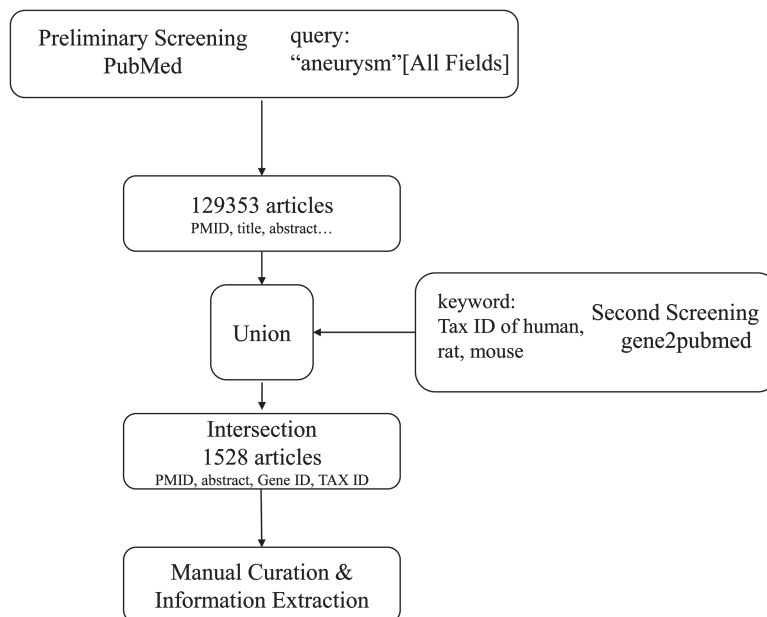 Preliminary Screening
PubMed
query:
“aneurysm”[All Fields]
129353 articles
PMID, title, abstract…
Union
keyword:
Tax ID of human,
rat, mouse
Second Screening
gene2pubmed
Intersection
1528 articles
PMID, abstract, Gene ID, TAX ID
Manual Curation &
Information Extraction